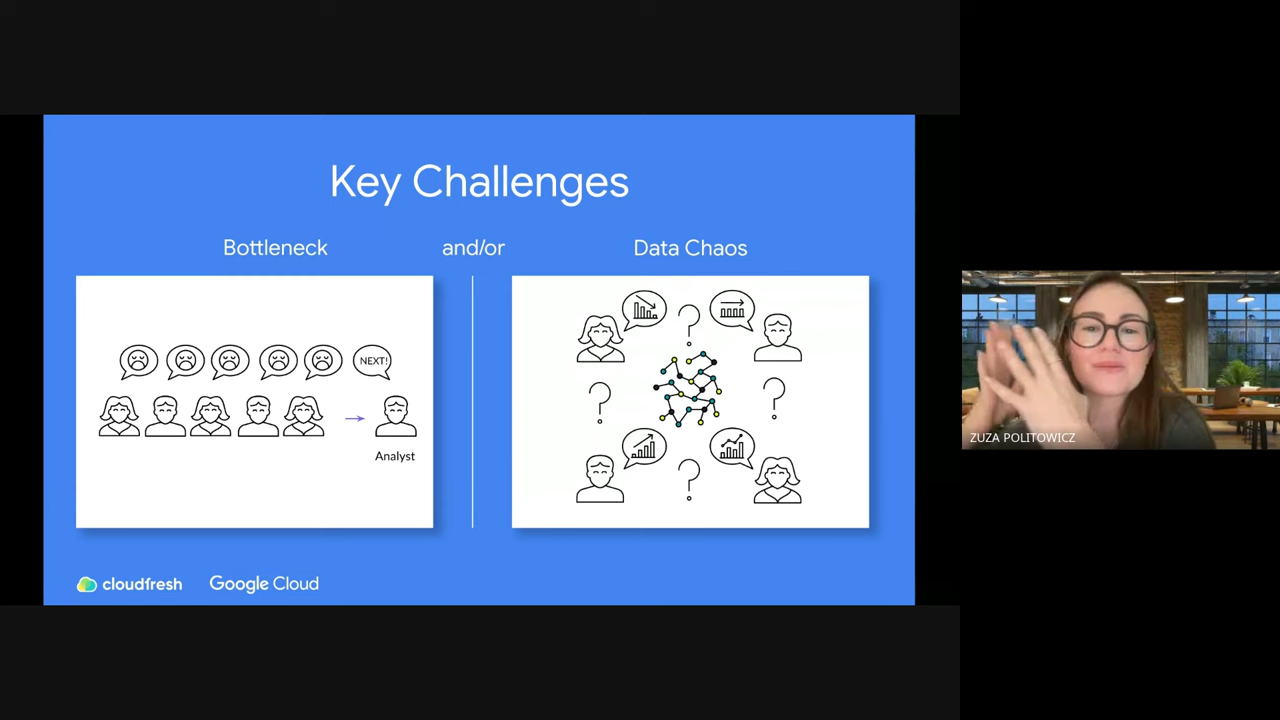 Key Challenges
Bottleneck and/or Data Chaos
NEXT!
Analyst
cloudfresh Google Cloud
ZUZA POLITOWICZ